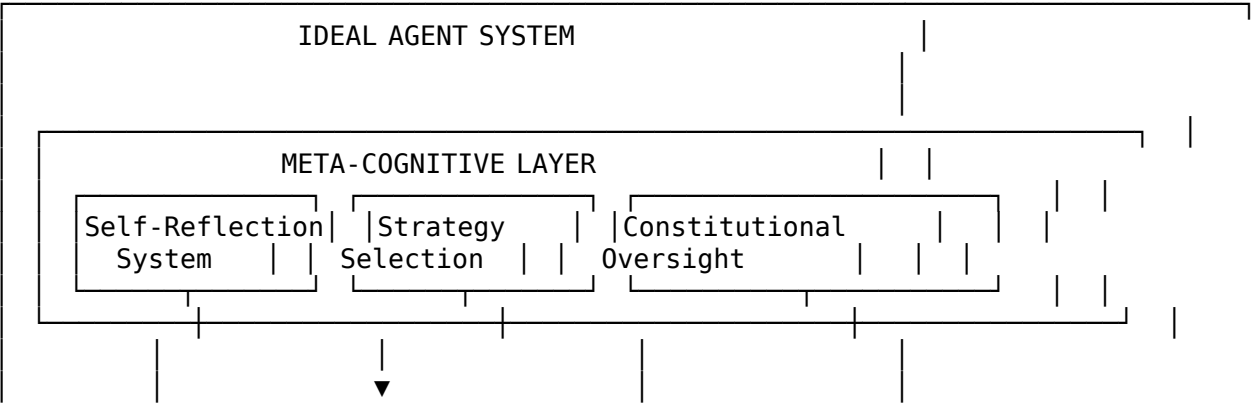 IDEAL AGENT SYSTEM
META-COGNITIVE LAYER
Self-Reflection Strategy Constitutional
System Selection Oversight